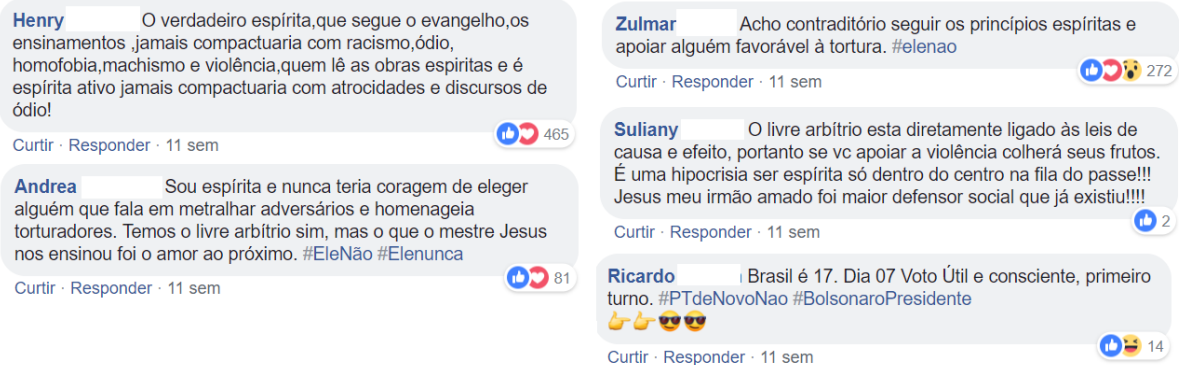 Henry O verdadeiro espírita,que segue o evangelho,os
ensinamentos ,jamais compactuaria com racismo,ódio,
homofobia,machismo e violência,quem lê as obras espiritas e é
espírita ativo jamais compactuaria com atrocidades e discursos de
ódio!
465
Curtir · Responder · 11 sem
Andrea Sou espírita e nunca teria coragem de eleger
alguém que fala em metralhar adversários e homenageia
torturadores. Temos o livre arbítrio sim, mas o que o mestre Jesus
nos ensinou foi o amor ao próximo. #EleNão #Elenunca
81
Curtir · Responder · 11 sem
Zulmar Acho contraditório seguir os princípios espíritas e
apoiar alguém favorável à tortura. #elenao
272
Curtir · Responder · 11 sem
Suliany O livre arbítrio esta diretamente ligado às leis de
causa e efeito, portanto se vc apoiar a violência colherá seus frutos.
É uma hipocrisia ser espírita só dentro do centro na fila do passe!!!
Jesus meu irmão amado foi maior defensor social que já existiu!!!!
2
Curtir · Responder · 11 sem
Ricardo Brasil é 17. Dia 07 Voto Útil e consciente, primeiro
turno. #PTdeNovoNao #BolsonaroPresidente
👉👉😎😎
14
Curtir · Responder · 11 sem